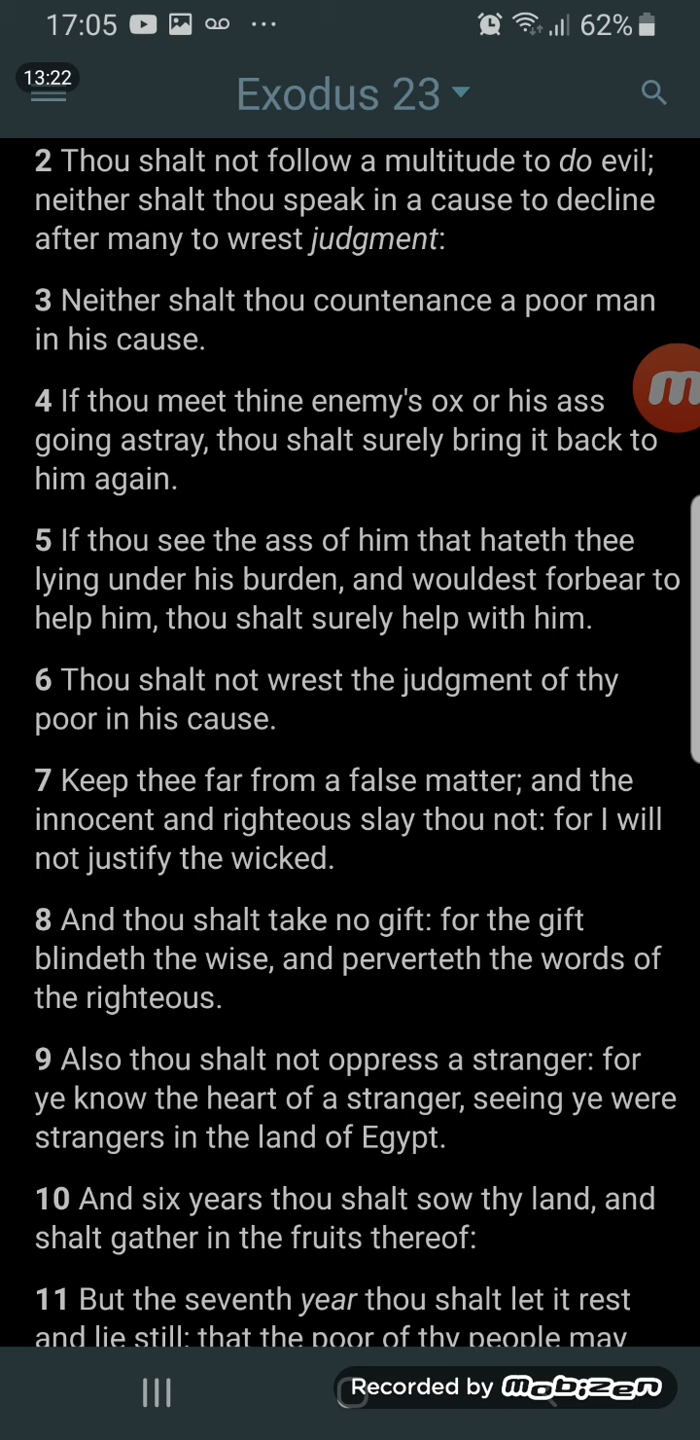 17:05 62%
13:22
Exodus 23
2 Thou shalt not follow a multitude to do evil;
neither shalt thou speak in a cause to decline
after many to wrest judgment:
3 Neither shalt thou countenance a poor man
in his cause.
4 If thou meet thine enemy's ox or his ass
going astray, thou shalt surely bring it back to
him again.
5 If thou see the ass of him that hateth thee
lying under his burden, and wouldest forbear to
help him, thou shalt surely help with him.
6 Thou shalt not wrest the judgment of thy
poor in his cause.
7 Keep thee far from a false matter; and the
innocent and righteous slay thou not: for I will
not justify the wicked.
8 And thou shalt take no gift: for the gift
blindeth the wise, and perverteth the words of
the righteous.
9 Also thou shalt not oppress a stranger: for
ye know the heart of a stranger, seeing ye were
strangers in the land of Egypt.
10 And six years thou shalt sow thy land, and
shalt gather in the fruits thereof:
11 But the seventh year thou shalt let it rest
and lie still; that the poor of thy people may
Recorded by mobizen